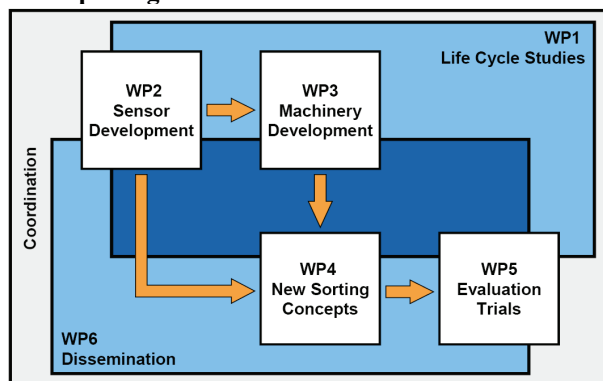 WP1
Life Cycle Studies
WP2
Sensor
Development
WP3
Machinery
Development
Coordination
WP4
New Sorting
Concepts
WP5
Evaluation
Trials
WP6
Dissemination